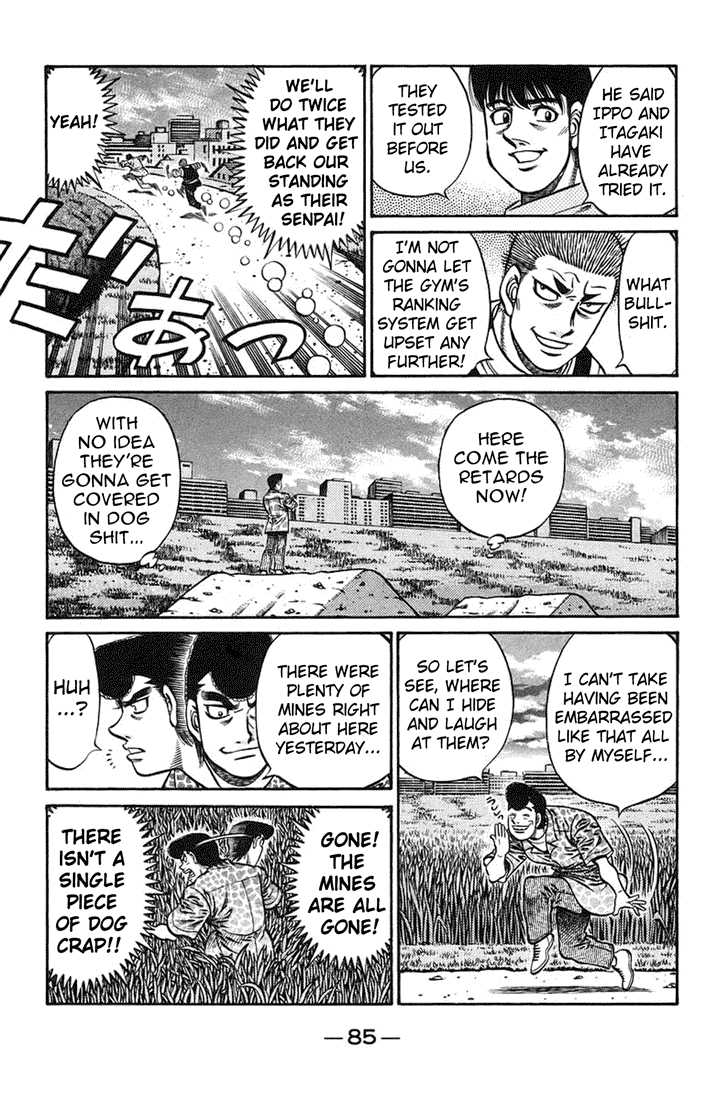 HE SAID
IPPO AND
ITAGAKI
HAVE
ALREADY
TRIED IT.
THEY
TESTED
IT OUT
BEFORE
US.
WHAT
BULL-
SHIT.
I'M NOT
GONNA LET
THE GYM'S
RANKING
SYSTEM GET
UPSET ANY
FURTHER!
WE'LL
DO TWICE
WHAT THEY
DID AND GET
BACK OUR
STANDING
AS THEIR
SENPAI!
YEAH!
だあっ
HERE
COME THE
RETARDS
NOW!
WITH
NO IDEA
THEY'RE
GONNA GET
COVERED
IN DOG
SHIT...
I CAN'T TAKE
HAVING BEEN
EMBARRASSED
LIKE THAT ALL
BY MYSELF...
SO LET'S
SEE, WHERE
CAN I HIDE
AND LAUGH
AT THEM?
THERE WERE
PLENTY OF
MINES RIGHT
ABOUT HERE
YESTERDAY...
HUH
...?
GONE!
THE
MINES
ARE ALL
GONE!
THERE
ISN'T A
SINGLE
PIECE
OF DOG
CRAP!!
—85—